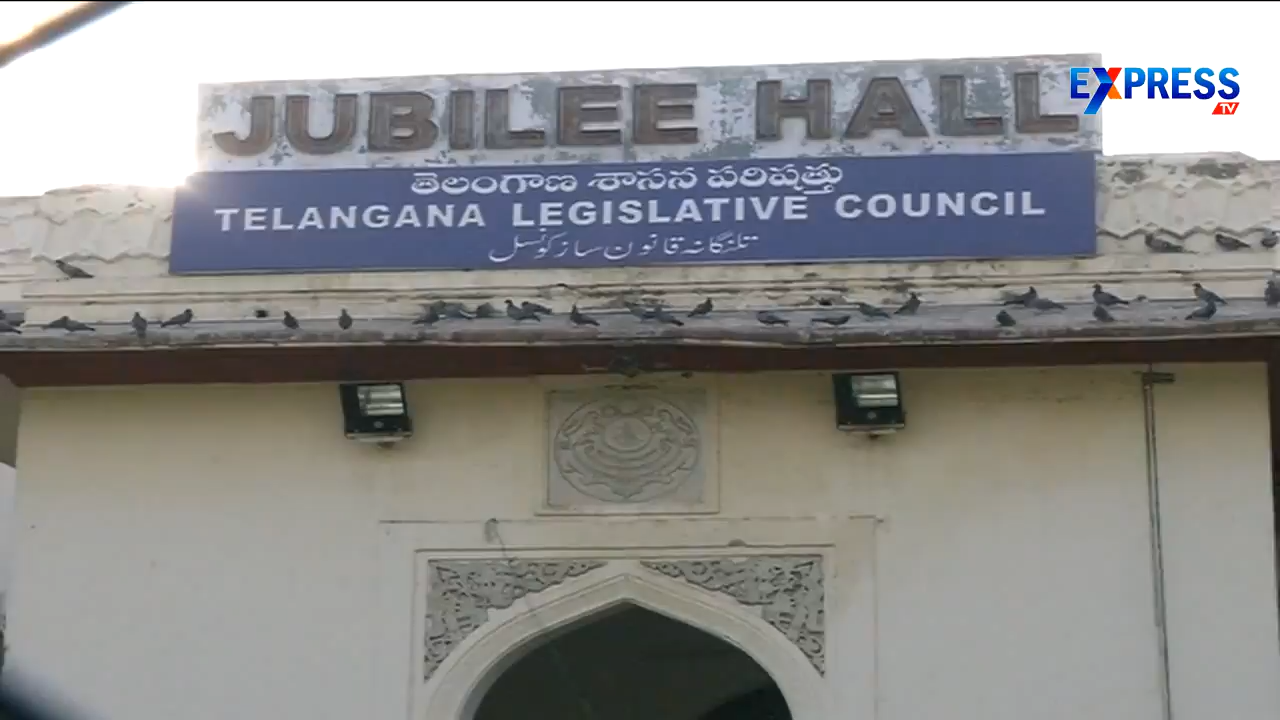 JUBILEE HALL
EXPRESS
TV
తెలంగాణ శాసన పరిషత్తు
TELANGANA LEGISLATIVE COUNCIL
تلنگانہ قانون ساز کونسل